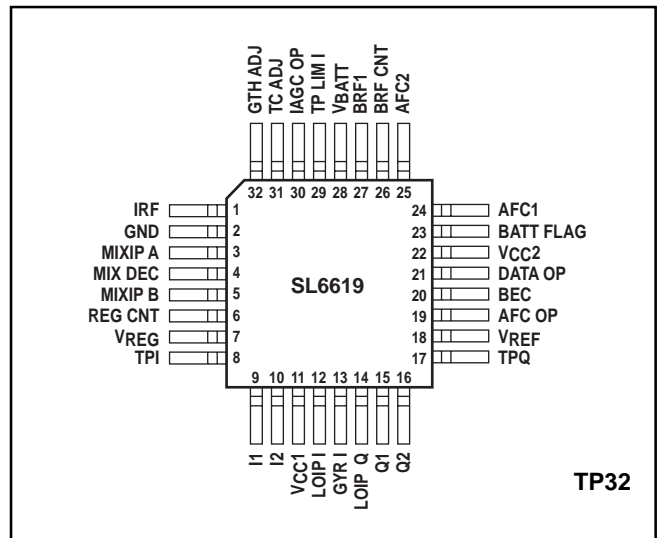 GTH ADJ
TC ADJ
IAGC OP
TP LIM I
VBATT
BRF1
BRF CNT
AFC2
32 31 30 29 28 27 26 25
IRF 1
GND 2
MIXIP A 3
MIX DEC 4
MIXIP B 5
REG CNT 6
VREG 7
TPI 8
SL6619
24 AFC1
23 BATT FLAG
22 VCC2
21 DATA OP
20 BEC
19 AFC OP
18 VREF
17 TPQ
9 10 11 12 13 14 15 16
I1
I2
VCC1
LOIP I
GYR I
LOIP Q
Q1
Q2
TP32